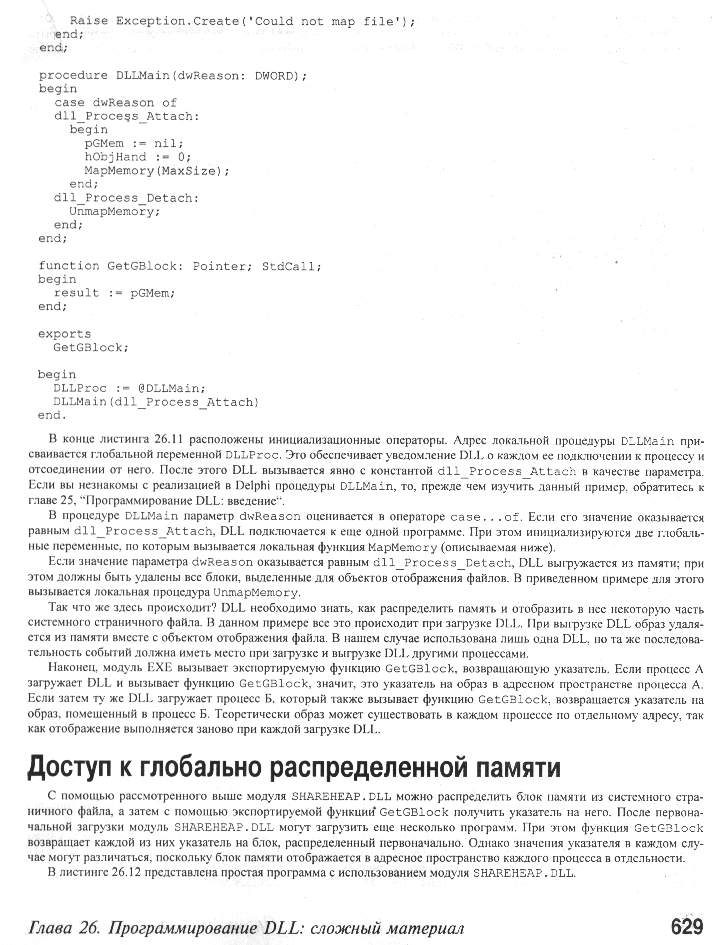 Raise Exception.Create('Could not map file');
end;
end;
procedure DLLMain(dwReason: DWORD);
begin
case dwReason of
dll_Process_Attach:
begin
pGMem := nil;
hObjHand := 0;
MapMemory(MaxSize);
end;
dll_Process_Detach:
UnmapMemory;
end;
end;
function GetGBlock: Pointer; StdCall;
begin
result := pGMem;
end;
exports
GetGBlock;
begin
DLLProc := @DLLMain;
DLLMain(dll_Process_Attach)
end.
В конце листинга 26.11 расположены инициализационные операторы. Адрес локальной процедуры DLLMain при-
сваивается глобальной переменной DLLProc. Это обеспечивает уведомление DLL о каждом ее подключении к процессу и
отсоединении от него. После этого DLL вызывается явно с константой dll_Process_Attach в качестве параметра.
Если вы незнакомы с реализацией в Delphi процедуры DLLMain, то, прежде чем изучить данный пример, обратитесь к
главе 25, “Программирование DLL: введение“.
В процедуре DLLMain параметр dwReason оценивается в операторе case...of. Если его значение оказывается
равным dll_Process_Attach, DLL подключается к еще одной программе. При этом инициализируются две глобаль-
ные переменные, по которым вызывается локальная функция MapMemory (описываемая ниже).
Если значение параметра dwReason оказывается равным dll_Process_Detach, DLL выгружается из памяти; при
этом должны быть удалены все блоки, выделенные для объектов отображения файлов. В приведенном примере для этого
вызывается локальная процедура UnmapMemory.
Так что же здесь происходит? DLL необходимо знать, как распределить память и отобразить в нее некоторую часть
системного страничного файла. В данном примере все это происходит при загрузке DLL. При выгрузке DLL образ удаля-
ется из памяти вместе с объектом отображения файла. В нашем случае использована лишь одна DLL, но та же последова-
тельность событий должна иметь место при загрузке и выгрузке DLL другими процессами.
Наконец, модуль EXE вызывает экспортируемую функцию GetGBlock, возвращающую указатель. Если процесс А
загружает DLL и вызывает функцию GetGBlock, значит, это указатель на образ в адресном пространстве процесса А.
Если затем ту же DLL загружает процесс Б, который также вызывает функцию GetGBlock, возвращается указатель на
образ, помещенный в процесс Б. Теоретически образ может существовать в каждом процессе по отдельному адресу, так
как отображение выполняется заново при каждой загрузке DLL.
Доступ к глобально распределенной памяти
С помощью рассмотренного выше модуля SHAREHEAP.DLL можно распределить блок памяти из системного стра-
ничного файла, а затем с помощью экспортируемой функции GetGBlock получить указатель на него. После первона-
чальной загрузки модуль SHAREHEAP.DLL могут загрузить еще несколько программ. При этом функция GetGBlock
возвращает каждой из них указатель на блок, распределенный первоначально. Однако значения указателя в каждом слу-
чае могут различаться, поскольку блок памяти отображается в адресное пространство каждого процесса в отдельности.
В листинге 26.12 представлена простая программа с использованием модуля SHAREHEAP.DLL.
Глава 26. Программирование DLL: сложный материал 629